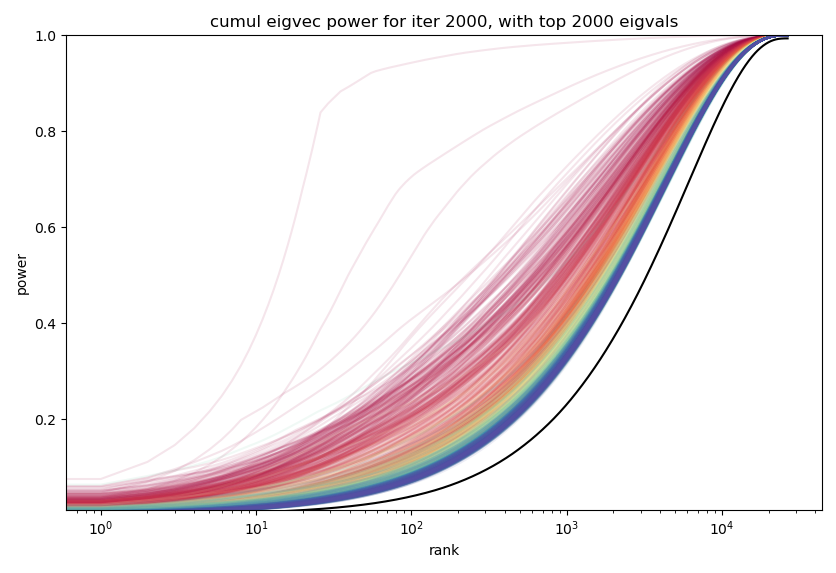 cumul eigvec power for iter 2000, with top 2000 eigvals
1.0
0.8
0.6
0.4
0.2
power
10⁰ 10¹ 10² 10³ 10⁴
rank